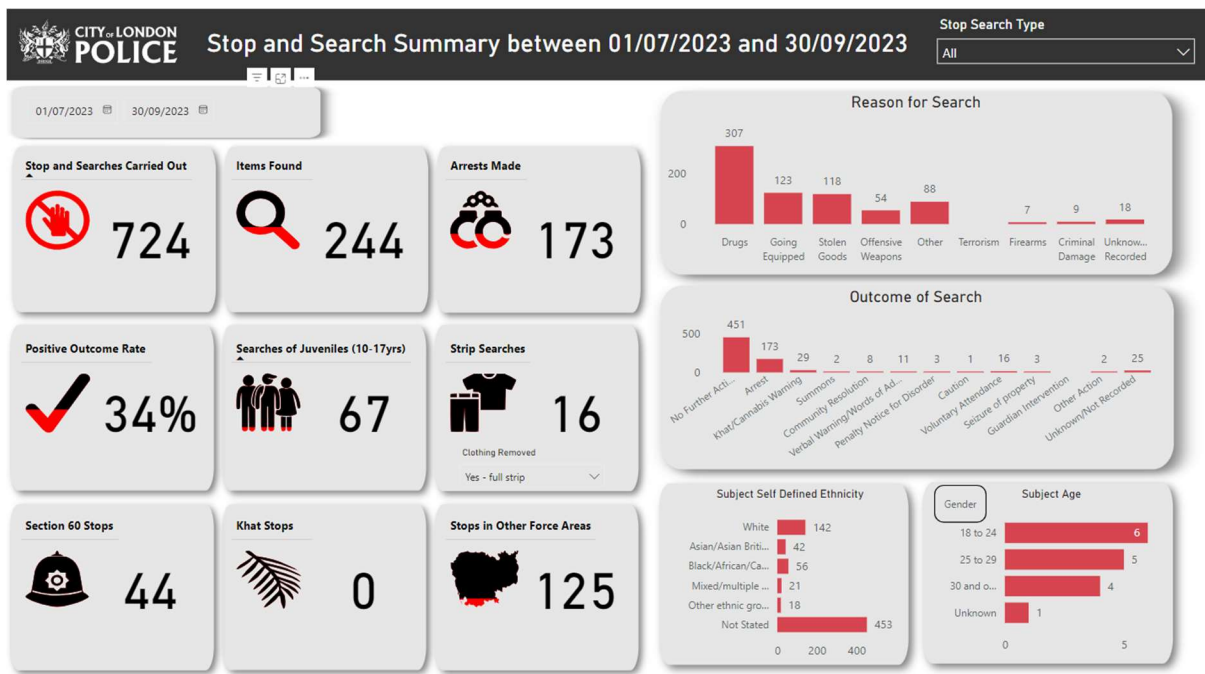 CITY OF LONDON
POLICE
Stop and Search Summary between 01/07/2023 and 30/09/2023
Stop Search Type
All
01/07/2023
30/09/2023
Stop and Searches Carried Out
724
Items Found
244
Arrests Made
173
Positive Outcome Rate
34%
Searches of Juveniles (10-17yrs)
67
Strip Searches
16
Clothing Removed
Yes - full strip
Section 60 Stops
44
Khat Stops
0
Stops in Other Force Areas
125
Reason for Search
200
0
307
123
118
54
88
7
9
18
Drugs
Going Equipped
Stolen Goods
Offensive Weapons
Other
Terrorism
Firearms
Criminal Damage
Unknow... Recorded
Outcome of Search
500
0
451
173
29
2
8
11
3
1
16
3
2
25
No Further Acti...
Arrest
Khat/Cannabis Warning
Summons
Community Resolution
Verbal Warning/Words of Ad...
Penalty Notice for Disorder
Caution
Voluntary Attendance
Seizure of property
Guardian Intervention
Other Action
Unknown/Not Recorded
Subject Self Defined Ethnicity
White 142
Asian/Asian Briti... 42
Black/African/Ca... 56
Mixed/multiple ... 21
Other ethnic gro... 18
Not Stated 453
0 200 400
Gender
Subject Age
18 to 24 6
25 to 29 5
30 and o... 4
Unknown 1
0 5